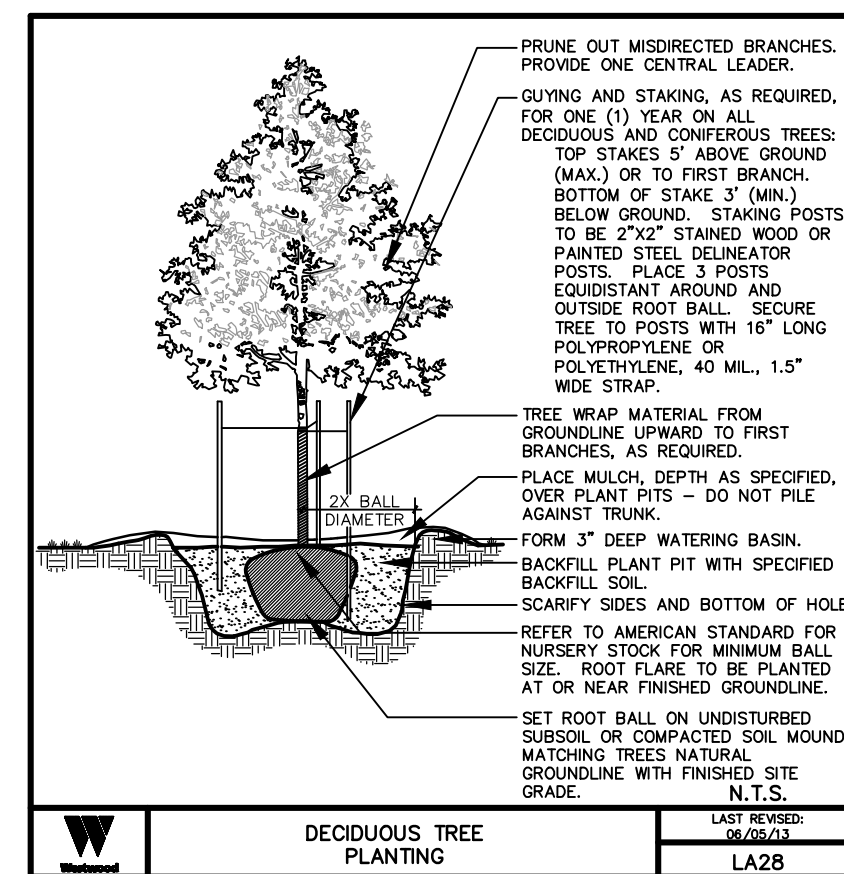 PRUNE OUT MISDIRECTED BRANCHES.
PROVIDE ONE CENTRAL LEADER.
GUYING AND STAKING, AS REQUIRED,
FOR ONE (1) YEAR ON ALL
DECIDUOUS AND CONIFEROUS TREES:
TOP STAKES 5' ABOVE GROUND
(MAX.) OR TO FIRST BRANCH.
BOTTOM OF STAKE 3' (MIN.)
BELOW GROUND. STAKING POSTS
TO BE 2"X2" STAINED WOOD OR
PAINTED STEEL DELINEATOR
POSTS. PLACE 3 POSTS
EQUIDISTANT AROUND AND
OUTSIDE ROOT BALL. SECURE
TREE TO POSTS WITH 16" LONG
POLYPROPYLENE OR
POLYETHYLENE, 40 MIL., 1.5"
WIDE STRAP.
TREE WRAP MATERIAL FROM
GROUNDLINE UPWARD TO FIRST
BRANCHES, AS REQUIRED.
2X BALL
DIAMETER
PLACE MULCH, DEPTH AS SPECIFIED,
OVER PLANT PITS – DO NOT PILE
AGAINST TRUNK.
FORM 3" DEEP WATERING BASIN.
BACKFILL PLANT PIT WITH SPECIFIED
BACKFILL SOIL.
SCARIFY SIDES AND BOTTOM OF HOLE
REFER TO AMERICAN STANDARD FOR
NURSERY STOCK FOR MINIMUM BALL
SIZE. ROOT FLARE TO BE PLANTED
AT OR NEAR FINISHED GROUNDLINE.
SET ROOT BALL ON UNDISTURBED
SUBSOIL OR COMPACTED SOIL MOUND
MATCHING TREES NATURAL
GROUNDLINE WITH FINISHED SITE
GRADE.
N.T.S.
Westwood
DECIDUOUS TREE
PLANTING
LAST REVISED:
06/05/13
LA28